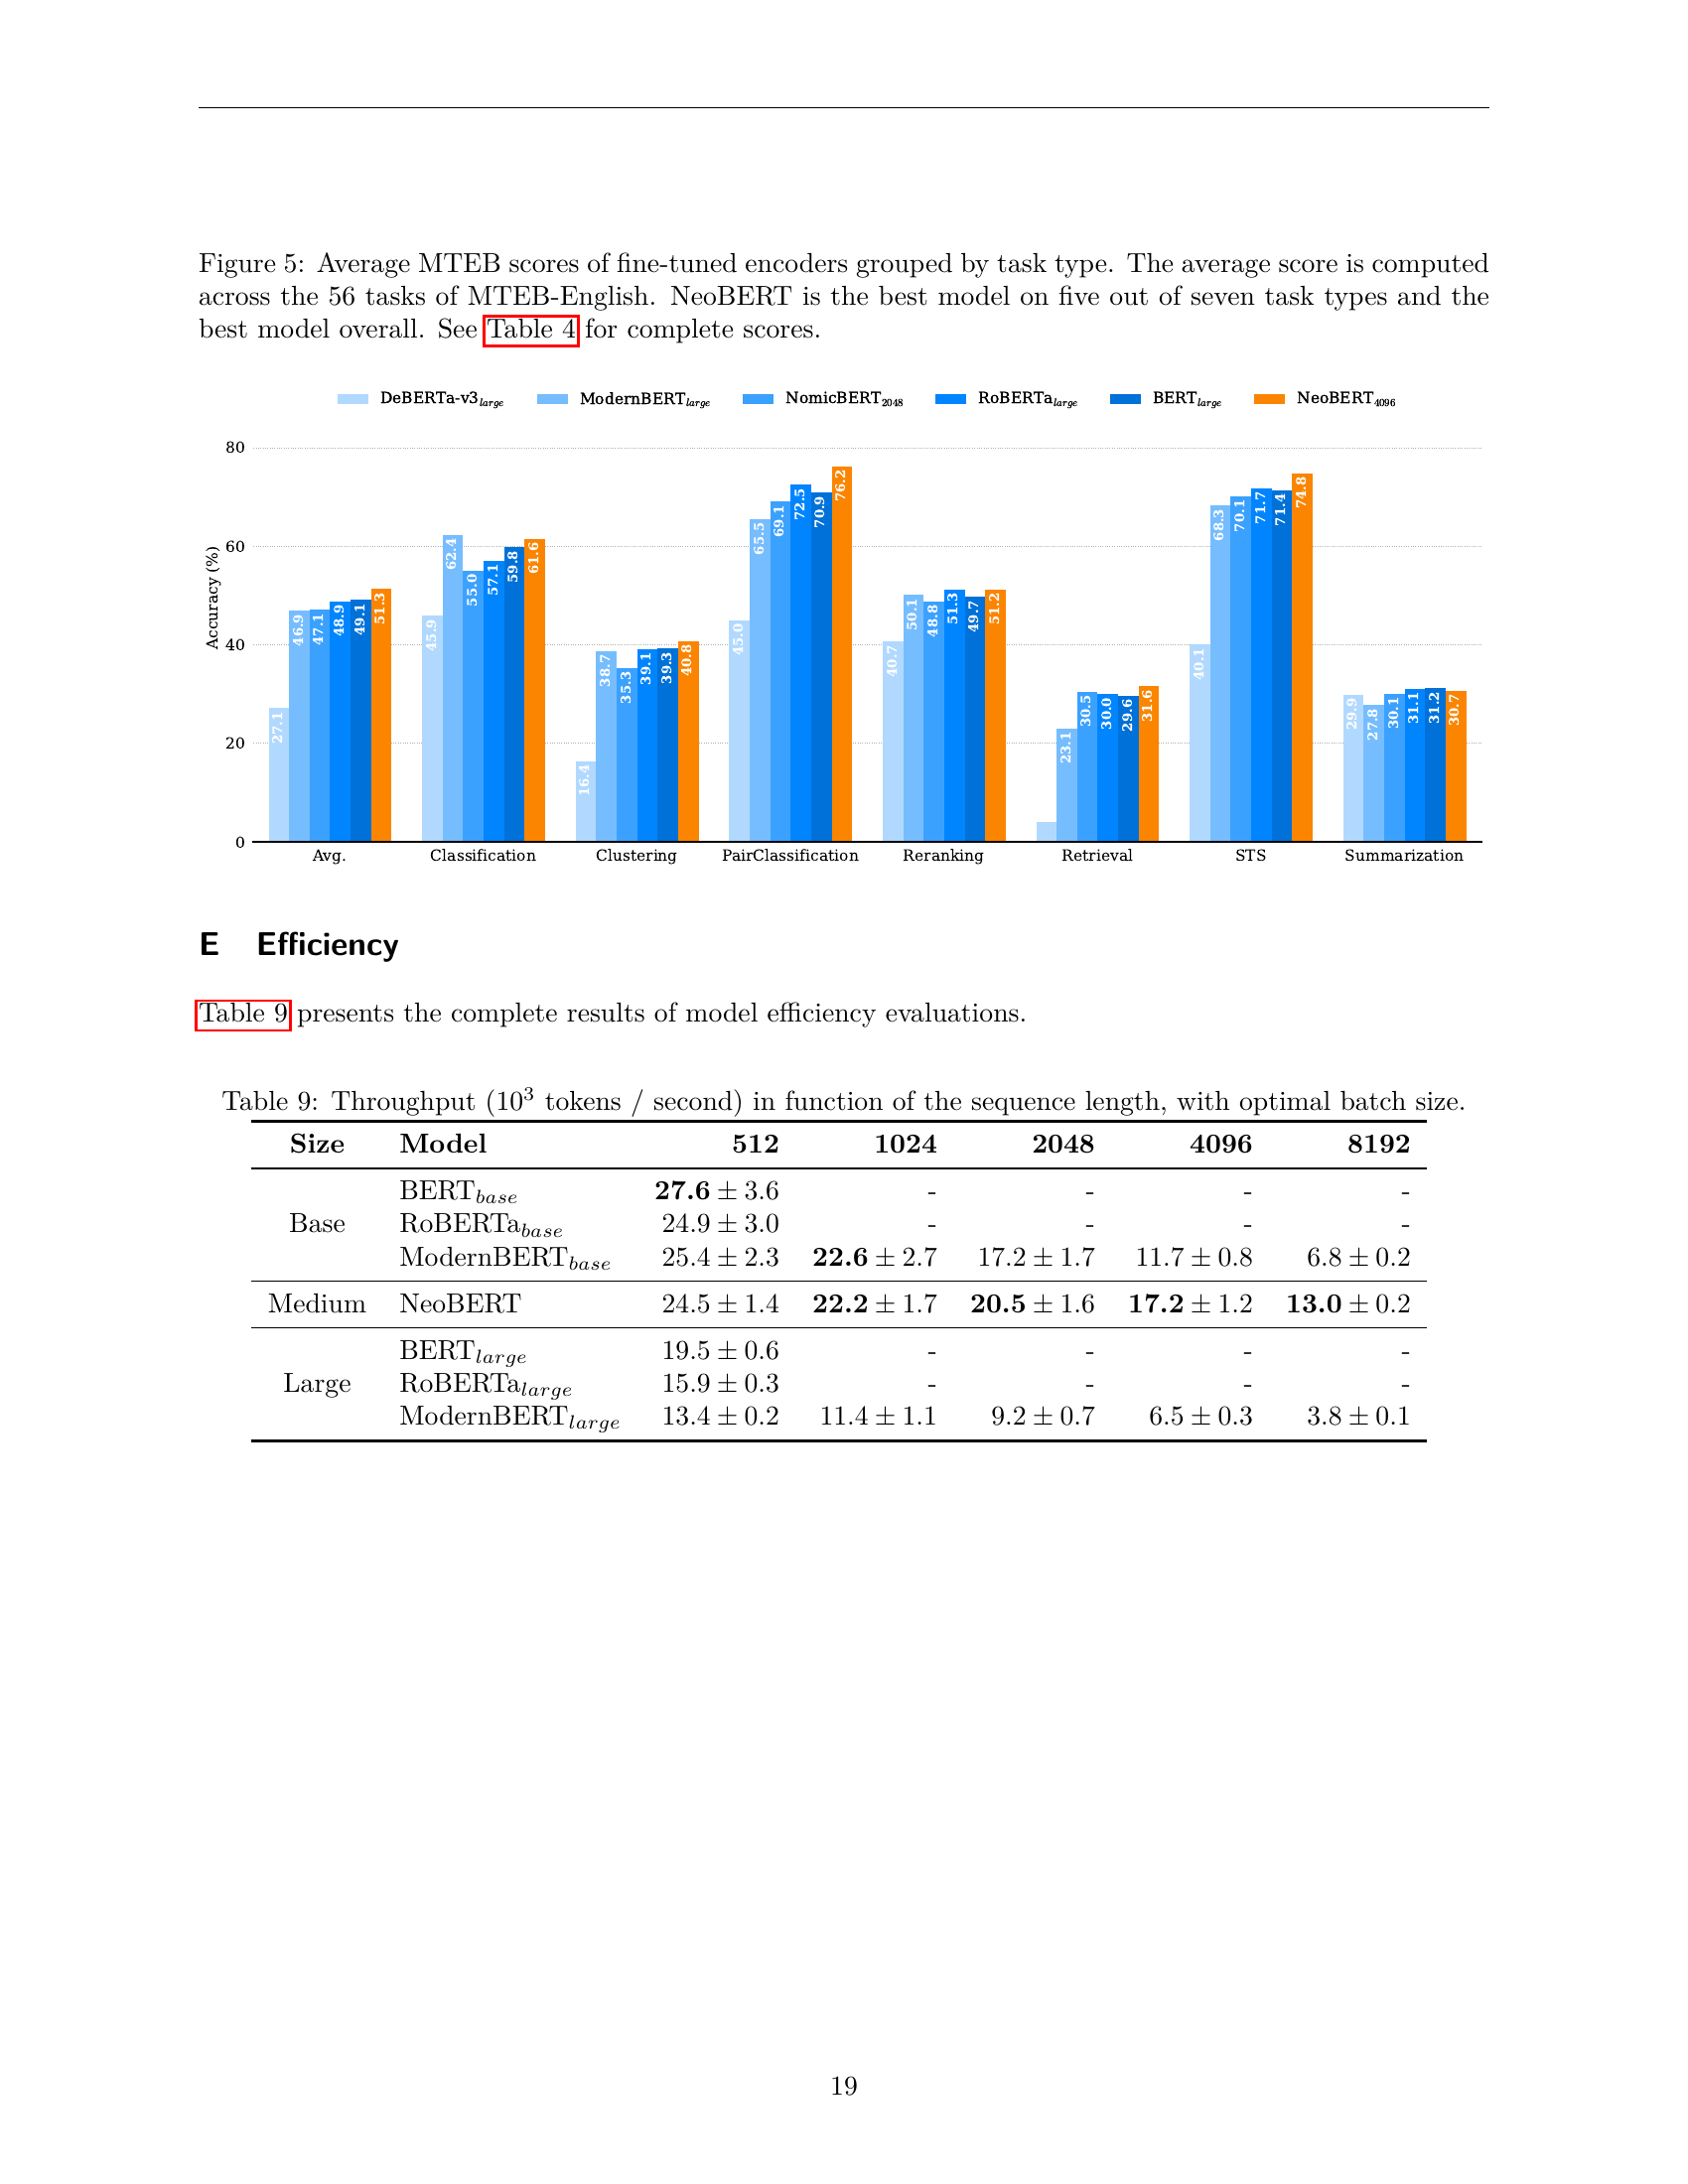 Figure 5: Average MTEB scores of fine-tuned encoders grouped by task type. The average score is computed
across the 56 tasks of MTEB-English. NeoBERT is the best model on five out of seven task types and the
best model overall. See Table 4 for complete scores.
DeBERTa-v3large ModernBERTlarge NomicBERT2048 RoBERTalarge BERTlarge NeoBERT4096
Accuracy (%)
80
60
40
20
0
27.1 46.9 47.1 48.9 49.1 51.3
45.9 62.4 55.0 57.1 59.8 61.6
16.4 38.7 35.3 39.1 39.3 40.8
45.0 65.5 69.1 72.5 70.9 76.2
40.7 50.1 48.8 51.3 49.7 51.2
23.1 30.5 30.0 29.6 31.6
40.1 68.3 70.1 71.7 71.4 74.8
29.9 27.8 30.1 31.1 31.2 30.7
Avg. Classification Clustering PairClassification Reranking Retrieval STS Summarization
E Efficiency
Table 9 presents the complete results of model efficiency evaluations.
Table 9: Throughput (10³ tokens / second) in function of the sequence length, with optimal batch size.
Size Model 512 1024 2048 4096 8192
BERTbase 27.6 ± 3.6 - - - -
Base RoBERTabase 24.9 ± 3.0 - - - -
ModernBERTbase 25.4 ± 2.3 22.6 ± 2.7 17.2 ± 1.7 11.7 ± 0.8 6.8 ± 0.2
Medium NeoBERT 24.5 ± 1.4 22.2 ± 1.7 20.5 ± 1.6 17.2 ± 1.2 13.0 ± 0.2
BERTlarge 19.5 ± 0.6 - - - -
Large RoBERTalarge 15.9 ± 0.3 - - - -
ModernBERTlarge 13.4 ± 0.2 11.4 ± 1.1 9.2 ± 0.7 6.5 ± 0.3 3.8 ± 0.1
19